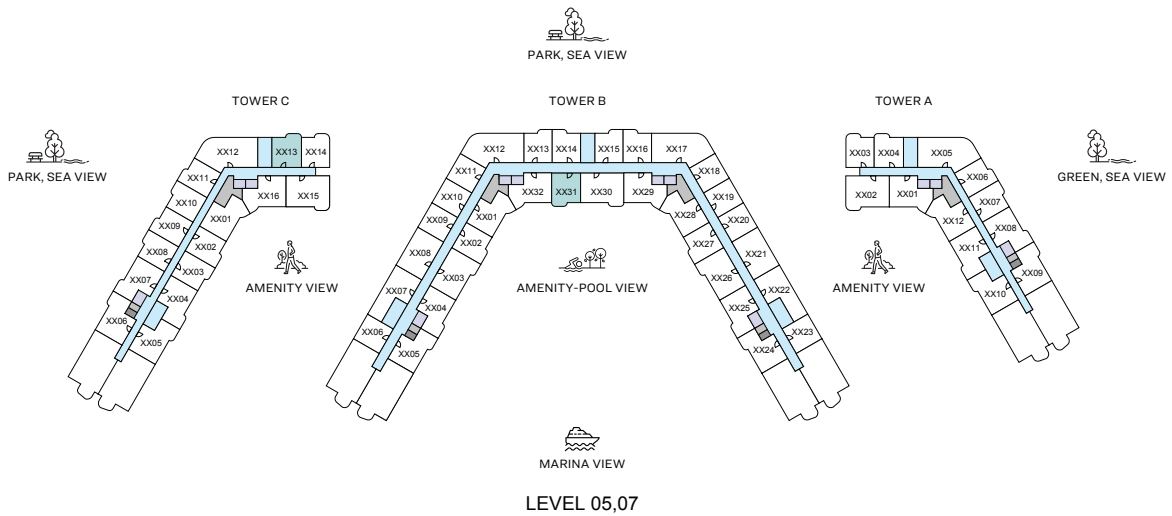 PARK, SEA VIEW
TOWER C
TOWER B
TOWER A
PARK, SEA VIEW
GREEN, SEA VIEW
XX12
XX13
XX14
XX11
XX10
XX09
XX08
XX07
XX06
XX05
XX04
XX03
XX02
XX01
XX16
XX15
XX12
XX13
XX14
XX15
XX16
XX17
XX11
XX10
XX09
XX08
XX07
XX06
XX05
XX04
XX03
XX02
XX01
XX32
XX31
XX30
XX29
XX28
XX27
XX26
XX25
XX24
XX23
XX22
XX21
XX20
XX19
XX18
XX03
XX04
XX05
XX02
XX01
XX06
XX07
XX08
XX09
XX10
XX11
XX12
AMENITY VIEW
AMENITY-POOL VIEW
AMENITY VIEW
MARINA VIEW
LEVEL 05,07